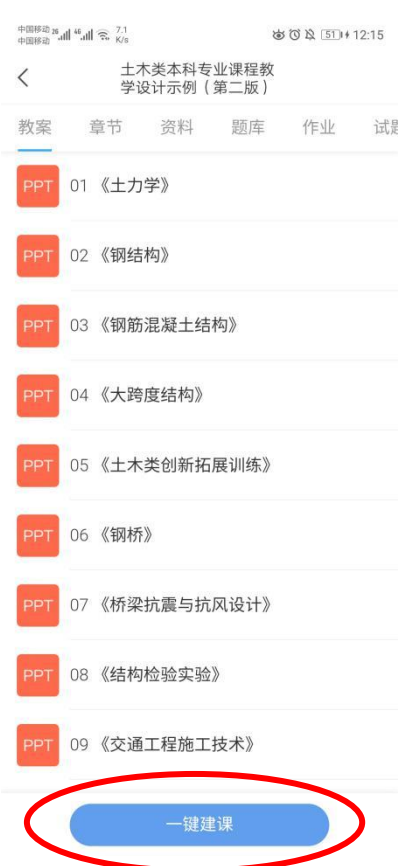 中国移动 26 46 7.1
中国移动 K/s 51 12:15
土木类本科专业课程教
学设计示例（第二版）
教案 章节 资料 题库 作业 试题
PPT 01 《土力学》
PPT 02 《钢结构》
PPT 03 《钢筋混凝土结构》
PPT 04 《大跨度结构》
PPT 05 《土木类创新拓展训练》
PPT 06 《钢桥》
PPT 07 《桥梁抗震与抗风设计》
PPT 08 《结构检验实验》
PPT 09 《交通工程施工技术》
一键建课